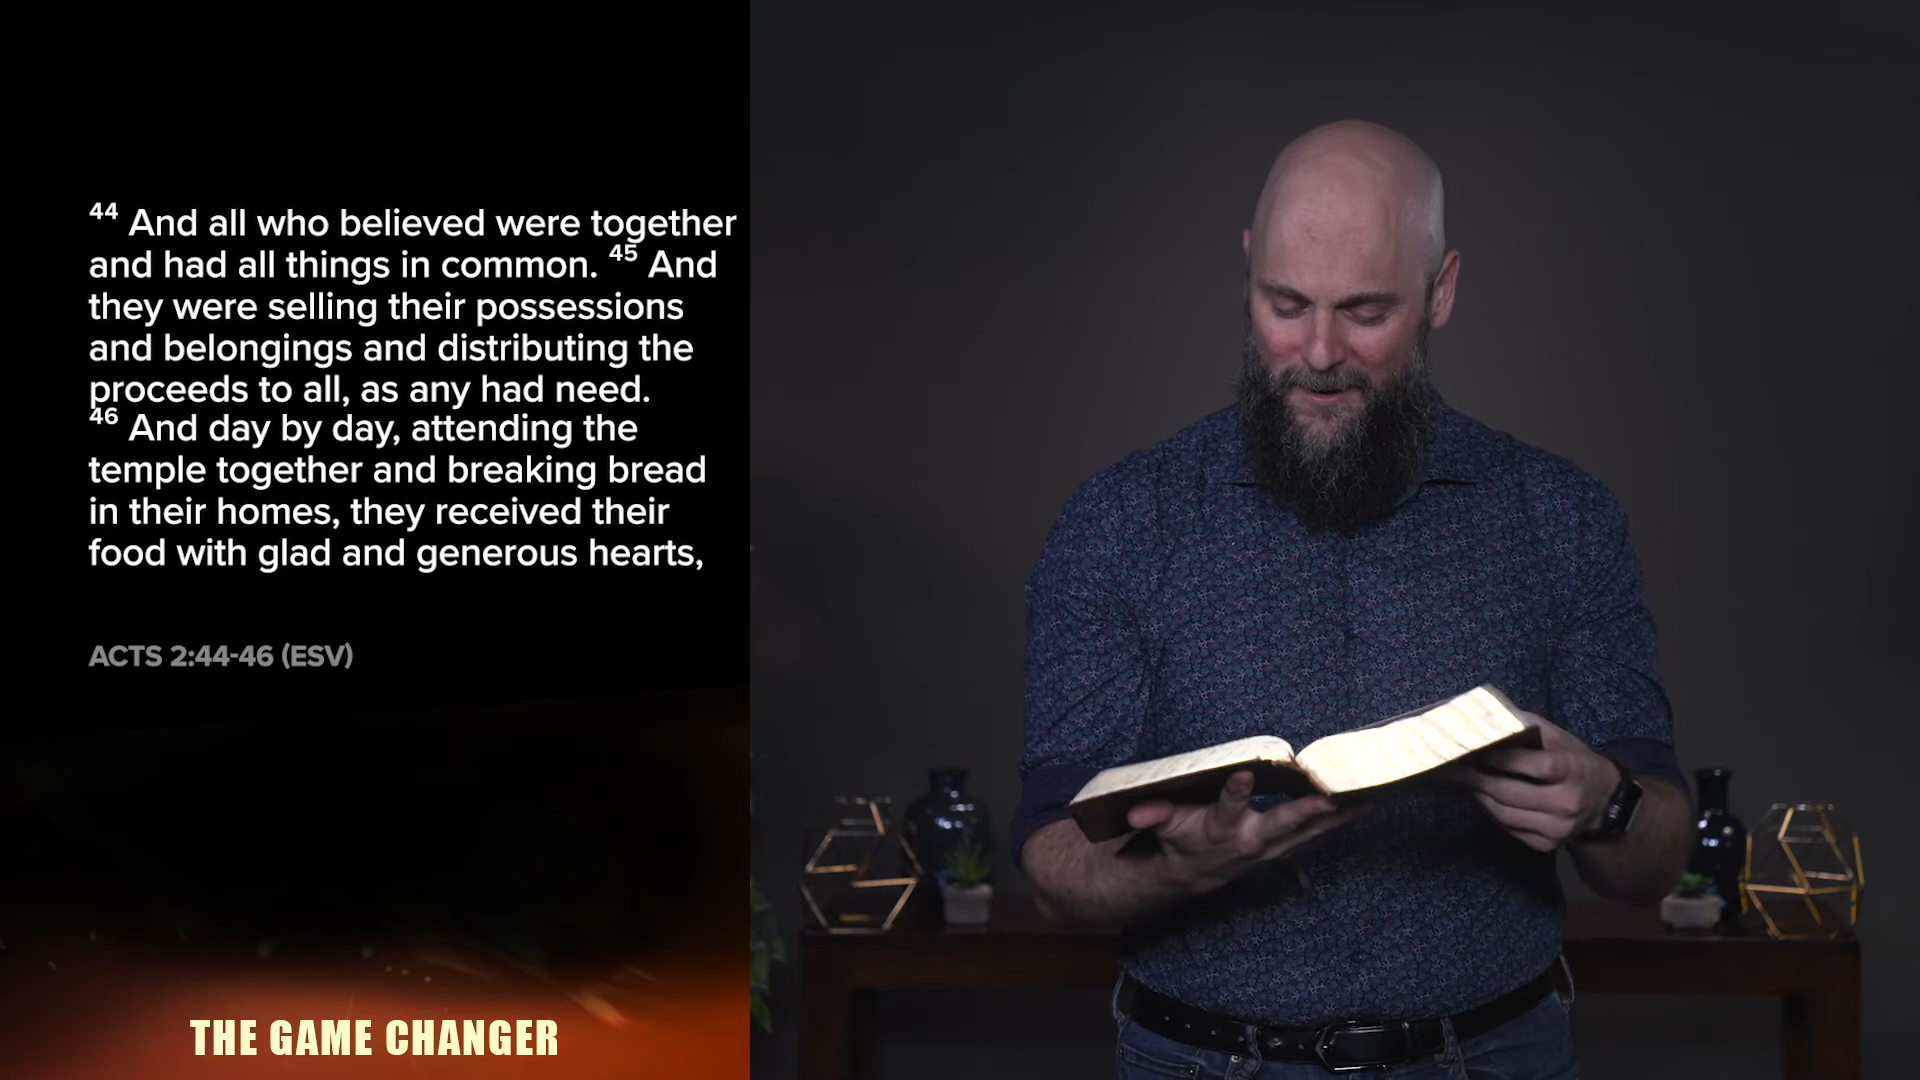 44 And all who believed were together
and had all things in common. 45 And
they were selling their possessions
and belongings and distributing the
proceeds to all, as any had need.
46 And day by day, attending the
temple together and breaking bread
in their homes, they received their
food with glad and generous hearts,
ACTS 2:44-46 (ESV)
THE GAME CHANGER